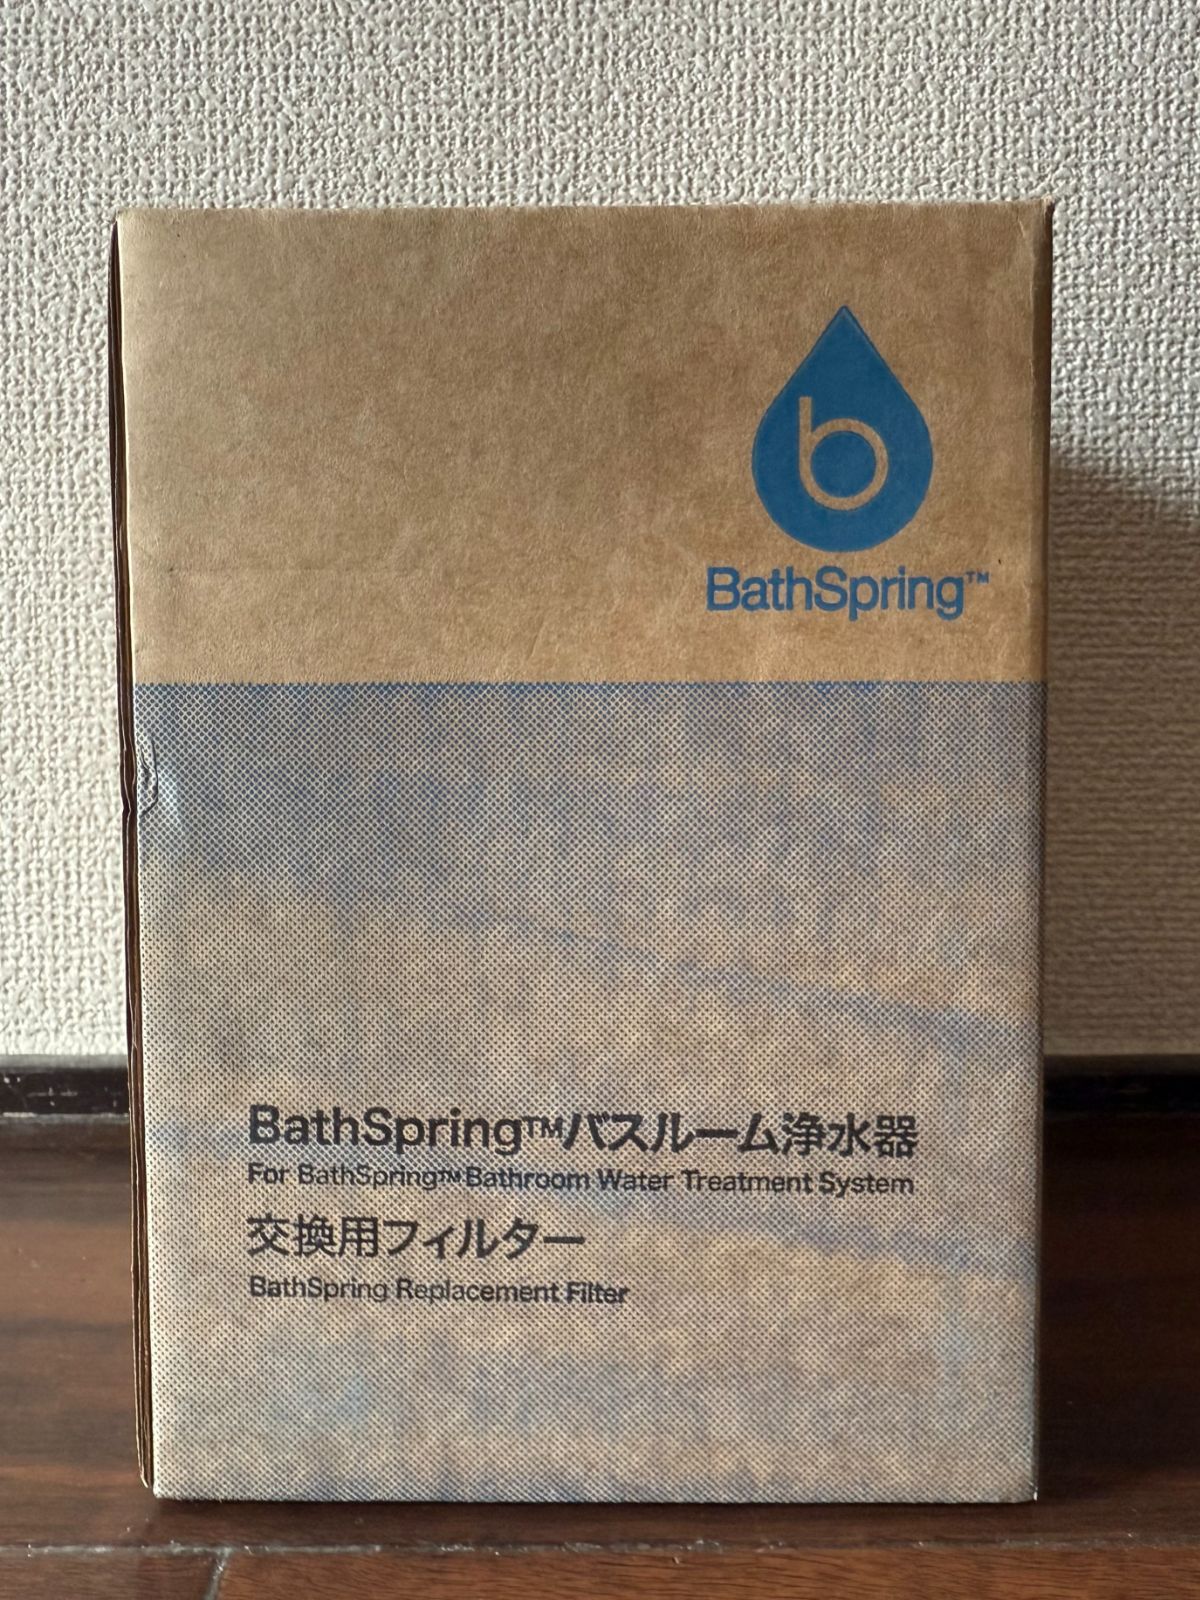 b
BathSpring™
BathSpring™バスルーム浄水器
For BathSpring™ Bathroom Water Treatment System
交換用フィルター
BathSpring Replacement Filter